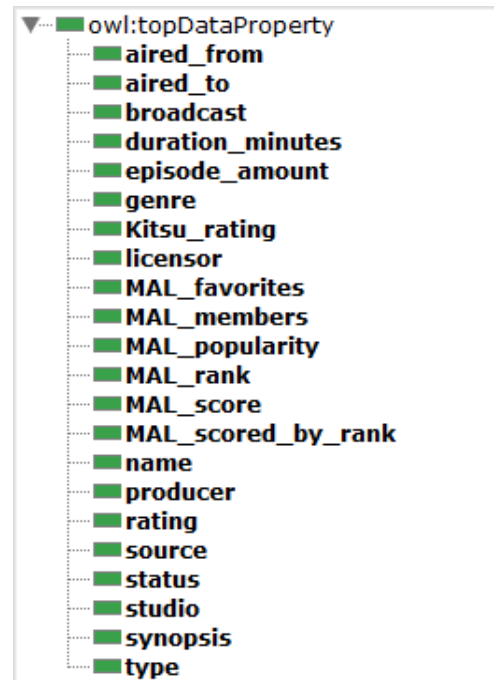 owl:topDataProperty
aired_from
aired_to
broadcast
duration_minutes
episode_amount
genre
Kitsu_rating
licensor
MAL_favorites
MAL_members
MAL_popularity
MAL_rank
MAL_score
MAL_scored_by_rank
name
producer
rating
source
status
studio
synopsis
type